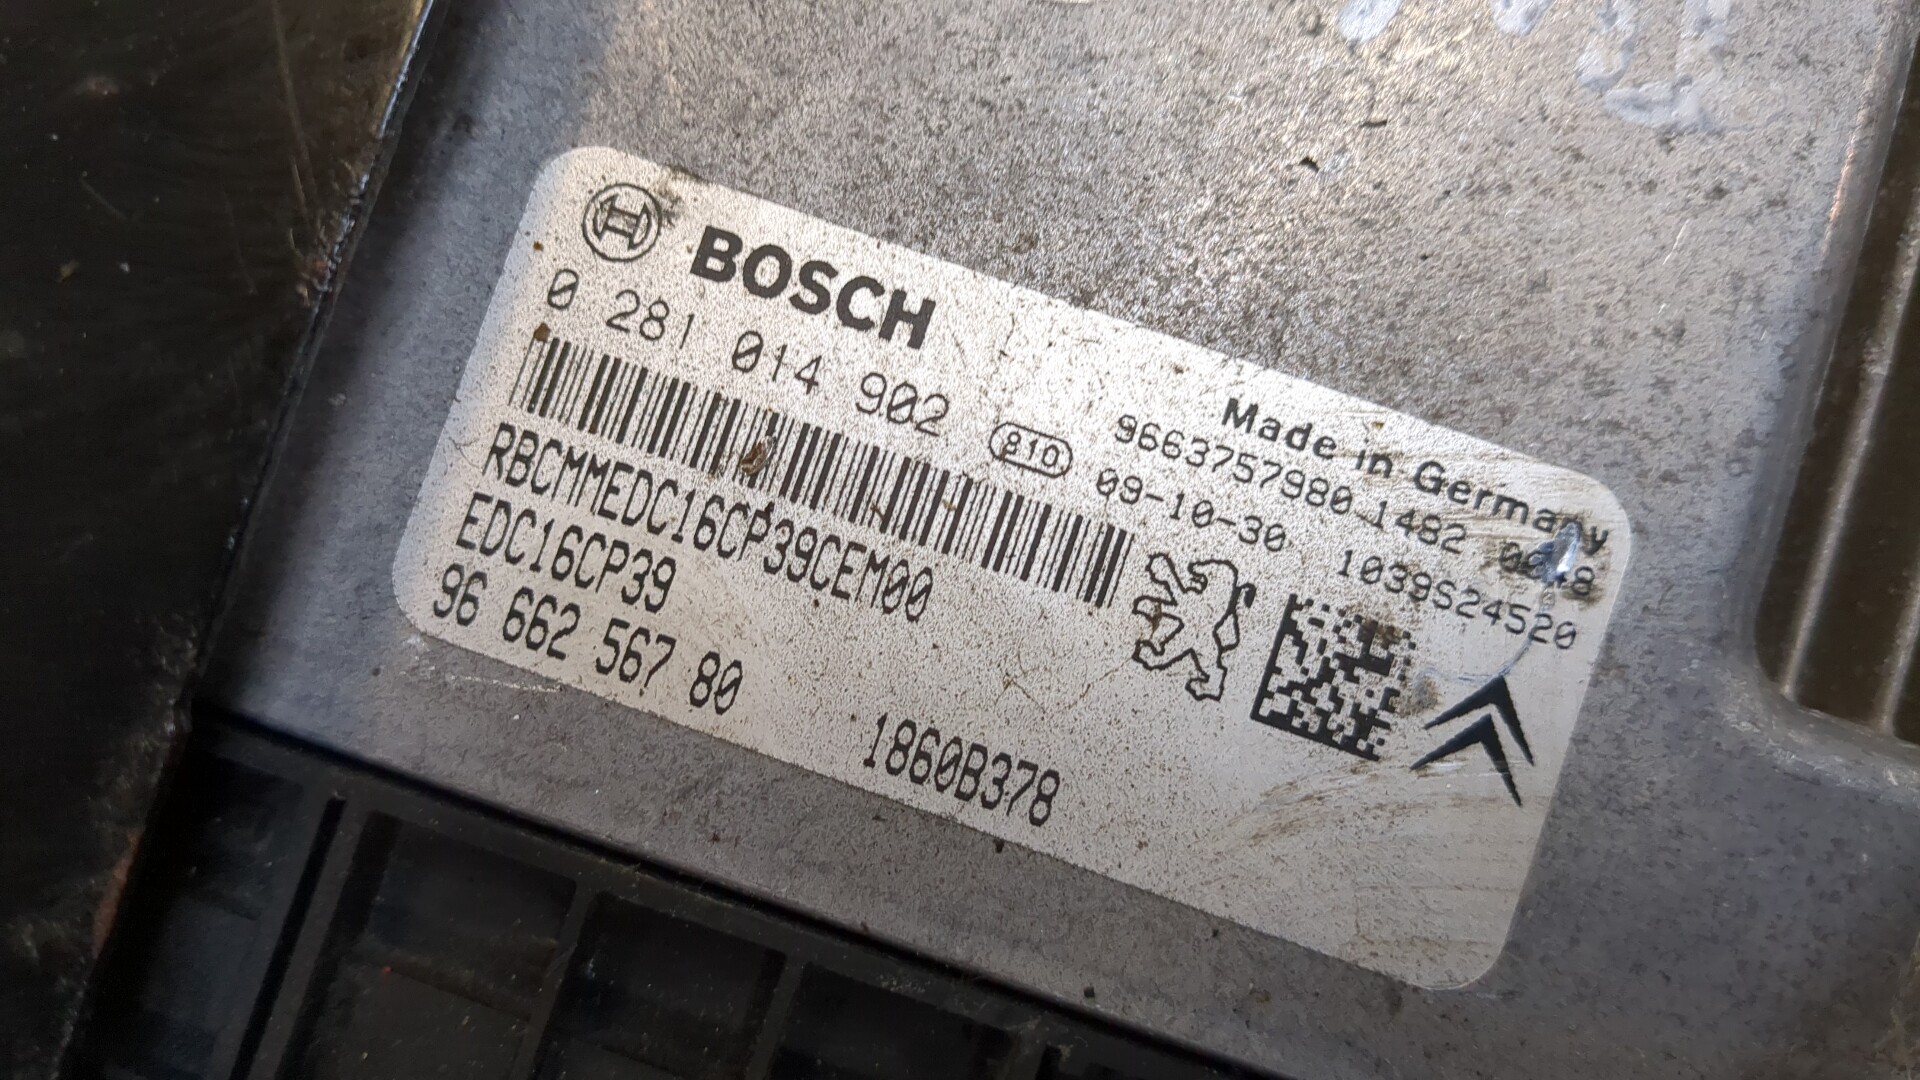 BOSCH
Made in Germany
0 281 014 902
810
9663757980 1482
09-10-30 1039S24520
RBCMMEDC16CP39CEM00
EDC16CP39
96 662 567 80
1860B378